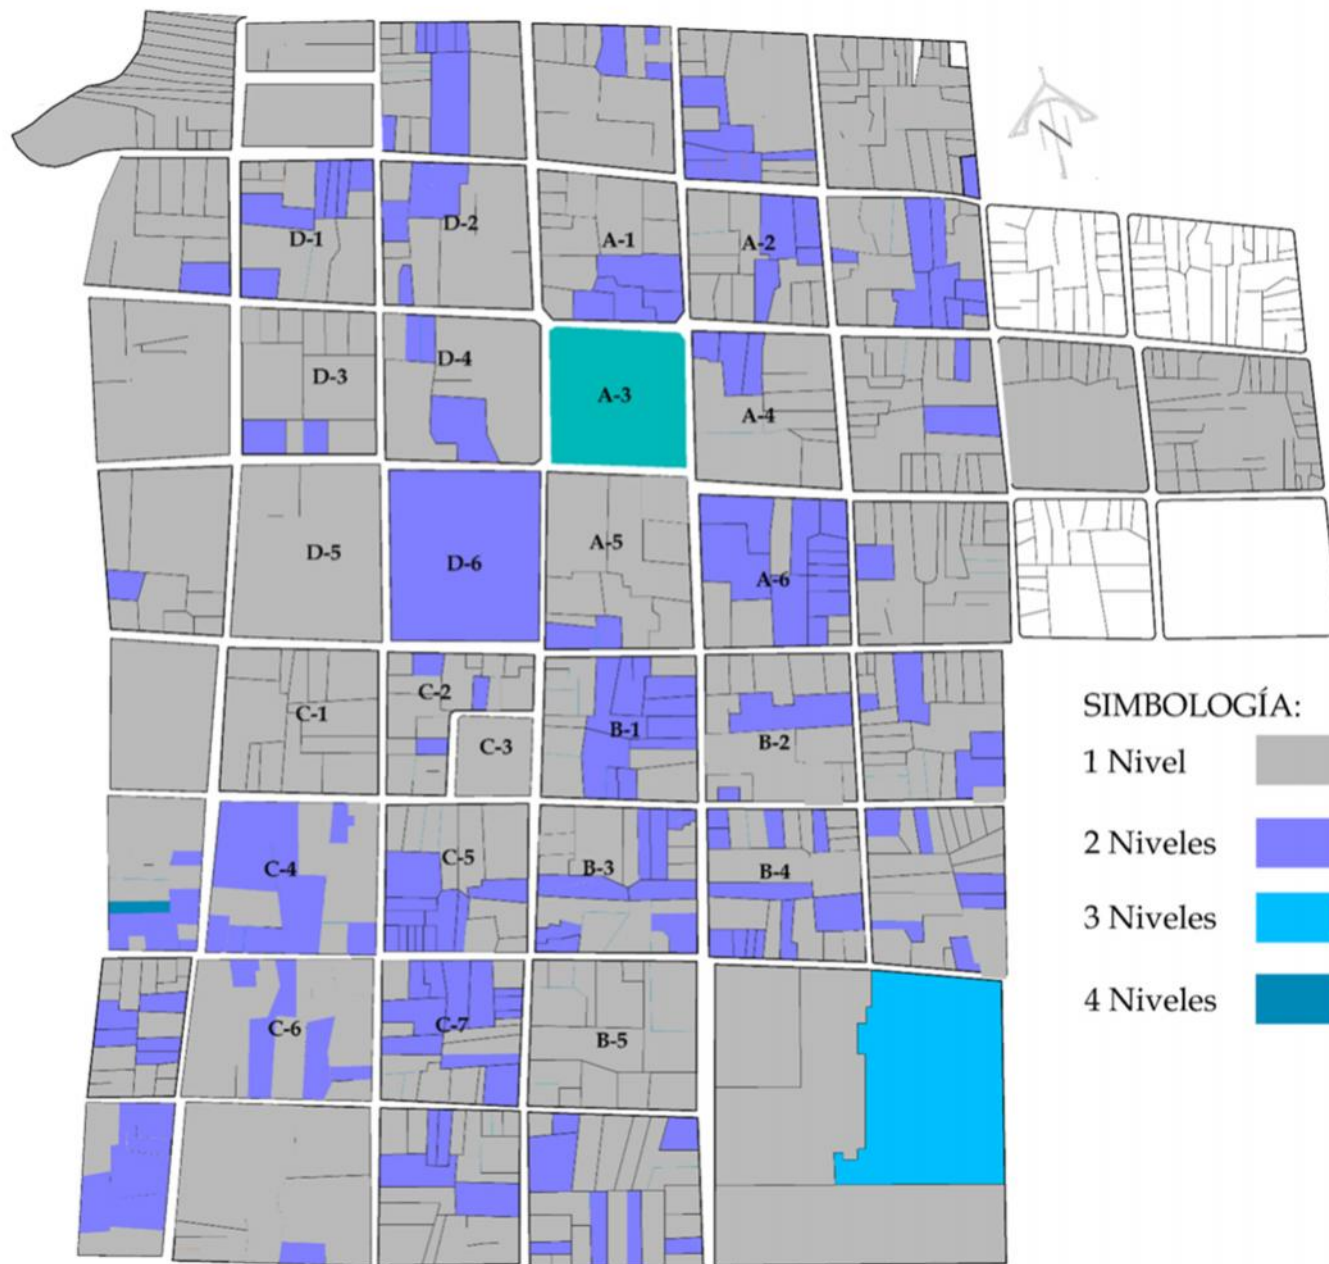 N
D-1
D-2
A-1
A-2
D-3
D-4
A-3
A-4
D-5
D-6
A-5
A-6
C-1
C-2
C-3
B-1
B-2
SIMBOLOGÍA:
1 Nivel
2 Niveles
3 Niveles
4 Niveles
C-4
C-5
B-3
B-4
C-6
C-7
B-5